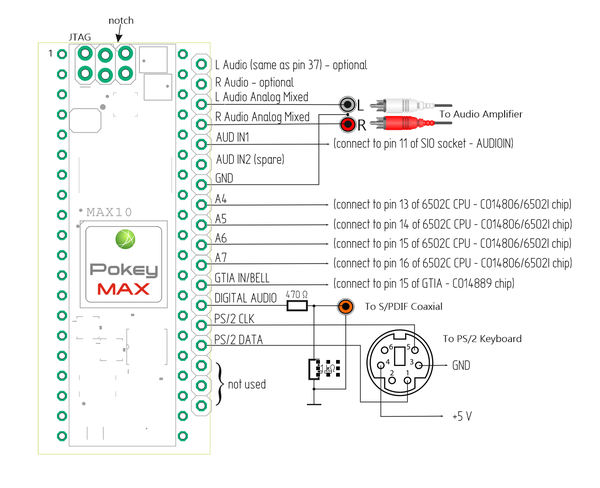 notch
JTAG
1
L Audio (same as pin 37) – optional
R Audio – optional
L Audio Analog Mixed
L
R Audio Analog Mixed
R
To Audio Amplifier
AUD IN1
(connect to pin 11 of SIO socket - AUDIOIN)
AUD IN2 (spare)
GND
A4
(connect to pin 13 of 6502C CPU - CO14806/6502I chip)
MAX10
A5
(connect to pin 14 of 6502C CPU - CO14806/6502I chip)
A6
(connect to pin 15 of 6502C CPU - CO14806/6502I chip)
A7
(connect to pin 16 of 6502C CPU - CO14806/6502I chip)
Pokey
MAX
GTIA IN/BELL
(connect to pin 15 of GTIA - CO14889 chip)
DIGITAL AUDIO
470 Ω
To S/PDIF Coaxial
PS/2 CLK
PS/2 DATA
To PS/2 Keyboard
6
5
4
3
2
1
GND
not used
+5 V